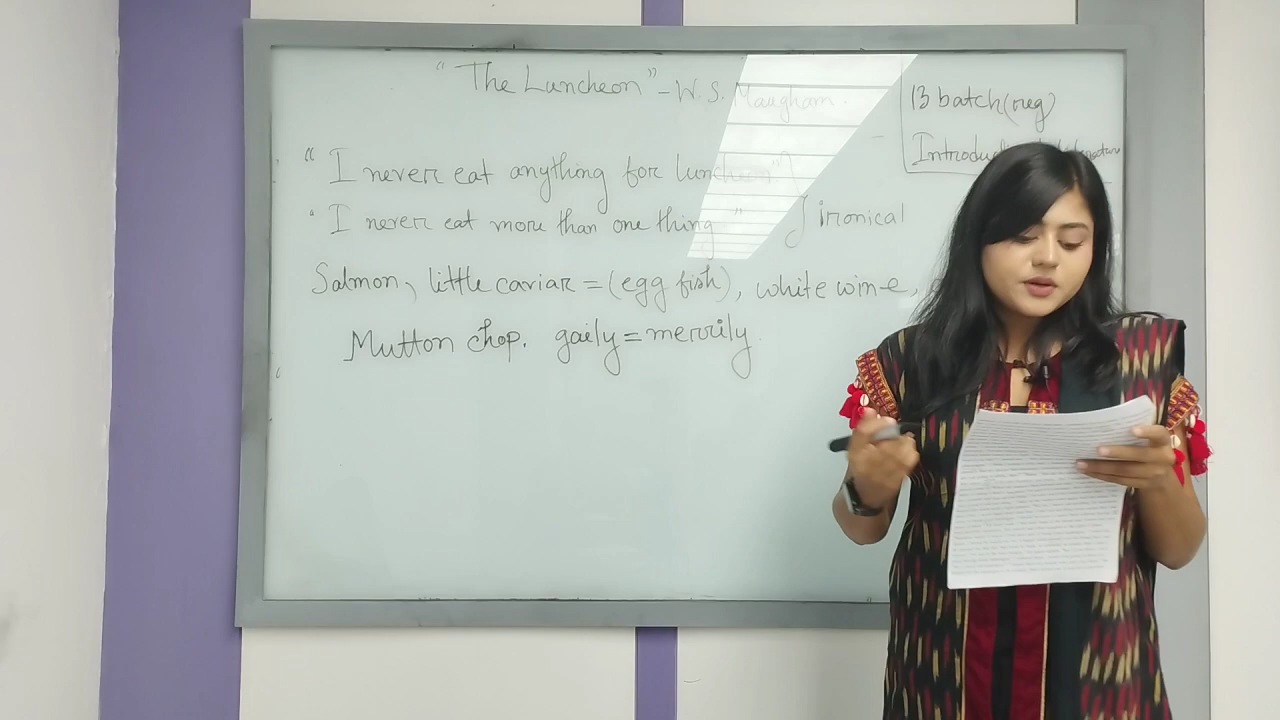 "The Luncheon" - W. S. Maugham.
13 batch (reg)
"I never eat anything for luncheon"
"I never eat more than one thing" } ironical
Salmon, little caviar = (egg fish), white wine,
Mutton chop. gaily = merrily